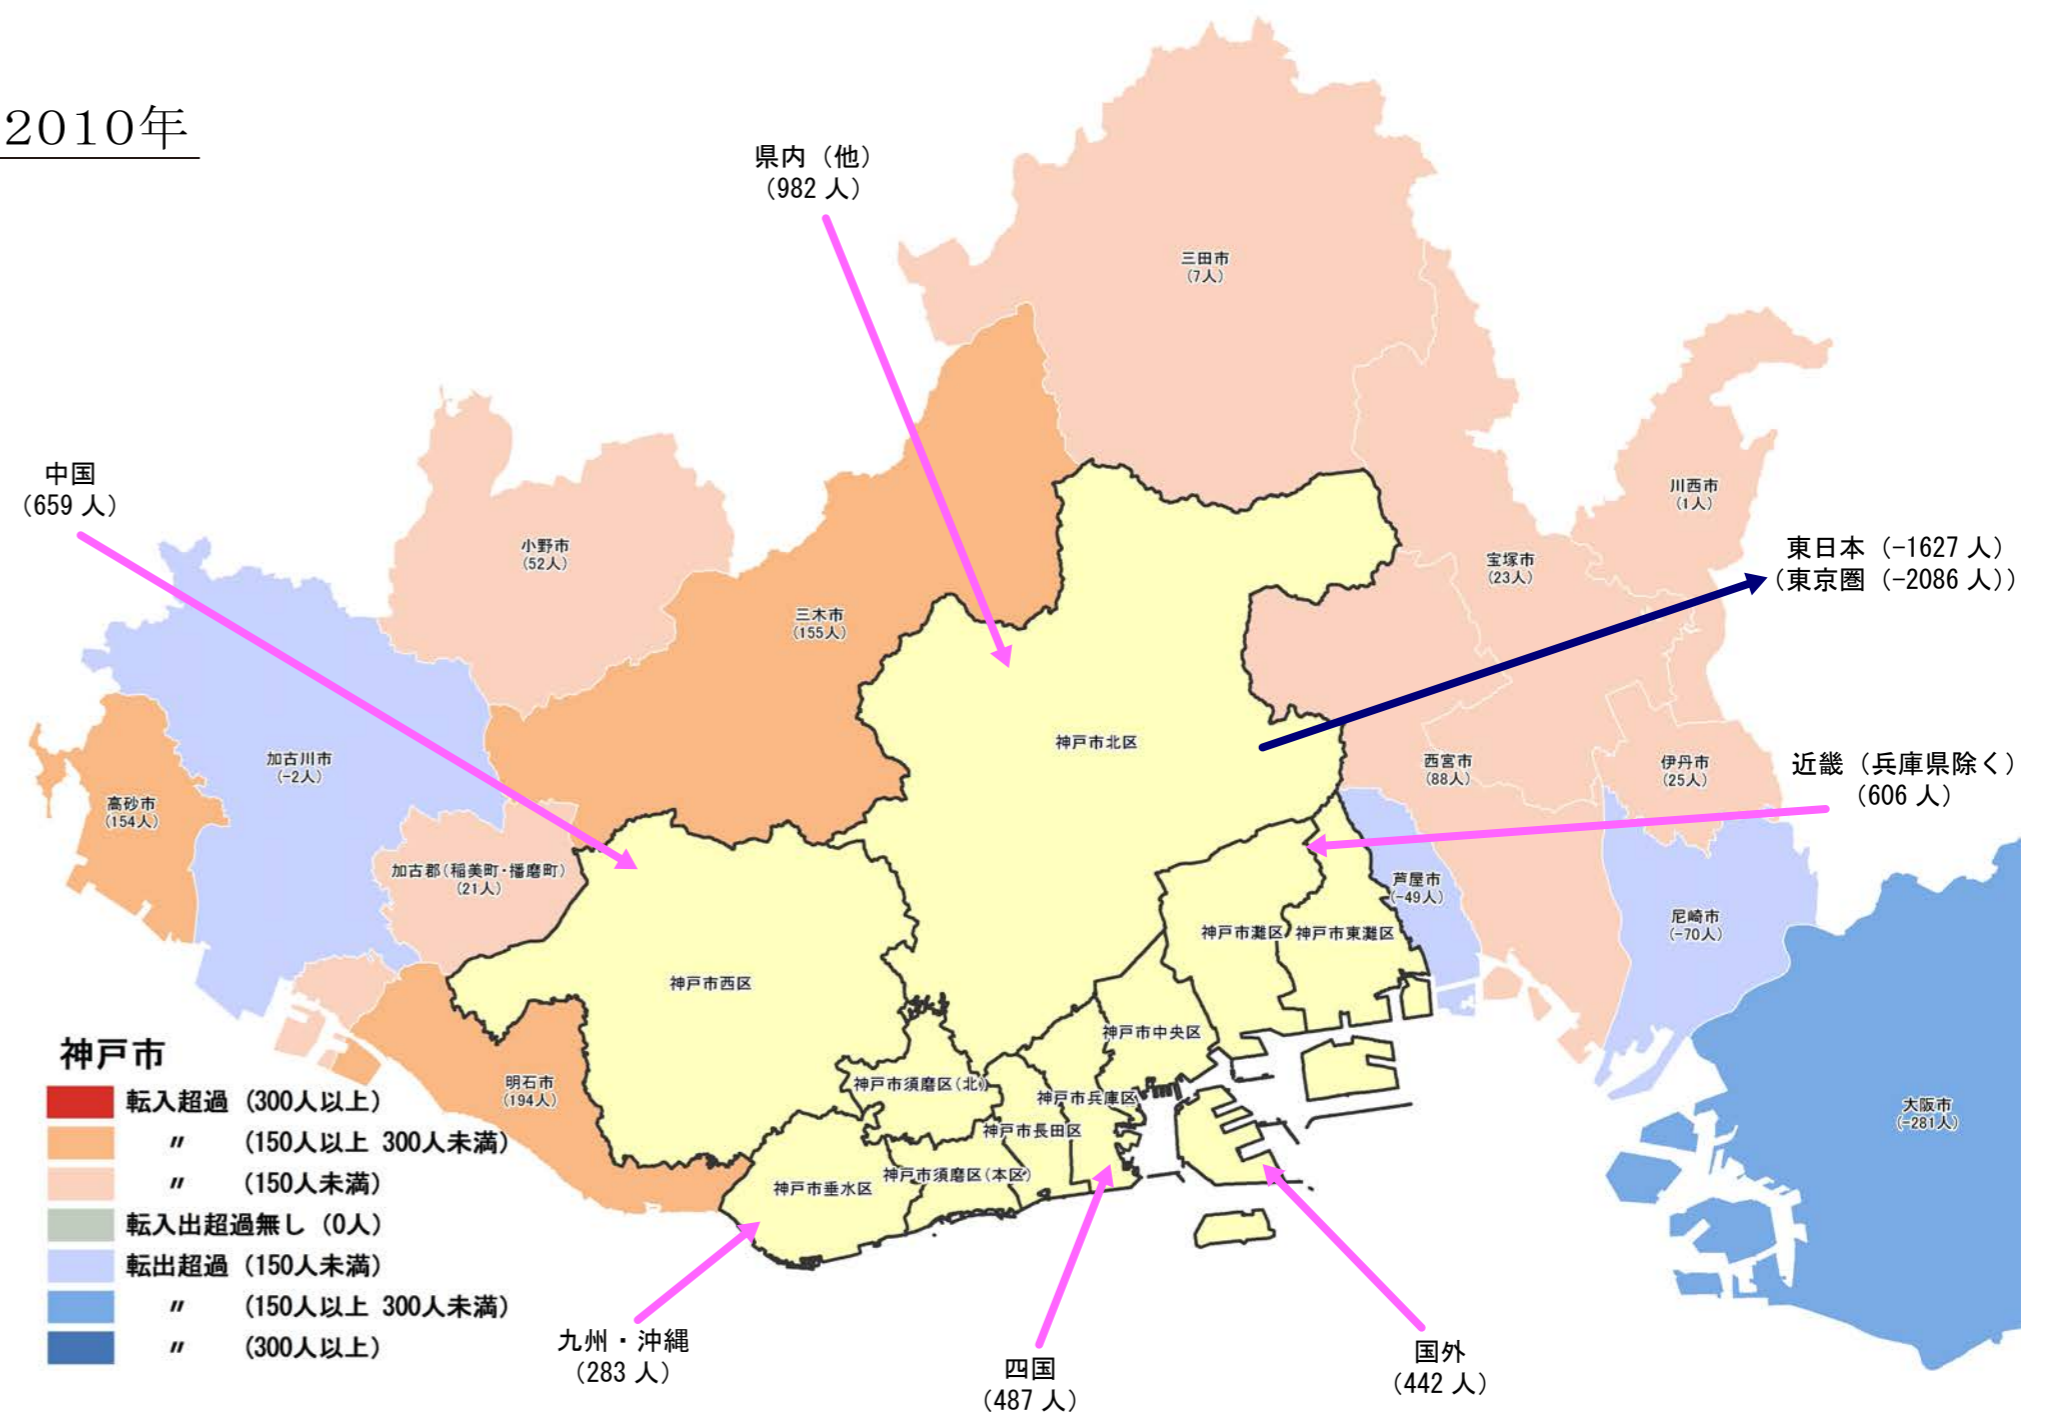 2010年
県内（他）
（982 人）
三田市
（7人）
中国
（659 人）
川西市
（1人）
小野市
（52人）
東日本（-1627 人）
（東京圏（-2086 人））
宝塚市
（23人）
三木市
（155人）
神戸市北区
加古川市
（-2人）
西宮市
（88人）
伊丹市
（25人）
近畿（兵庫県除く）
（606 人）
高砂市
（154人）
加古郡（稲美町・播磨町）
（21人）
芦屋市
（-49人）
尼崎市
（-70人）
神戸市灘区
神戸市東灘区
神戸市西区
神戸市中央区
明石市
（194人）
神戸市須磨区（北）
神戸市兵庫区
大阪市
（-281人）
神戸市長田区
神戸市須磨区（本区）
神戸市垂水区
神戸市
転入超過（300人以上）
〃 （150人以上 300人未満）
〃 （150人未満）
転入出超過無し（0人）
転出超過（150人未満）
〃 （150人以上 300人未満）
〃 （300人以上）
九州・沖縄
（283 人）
四国
（487 人）
国外
（442 人）